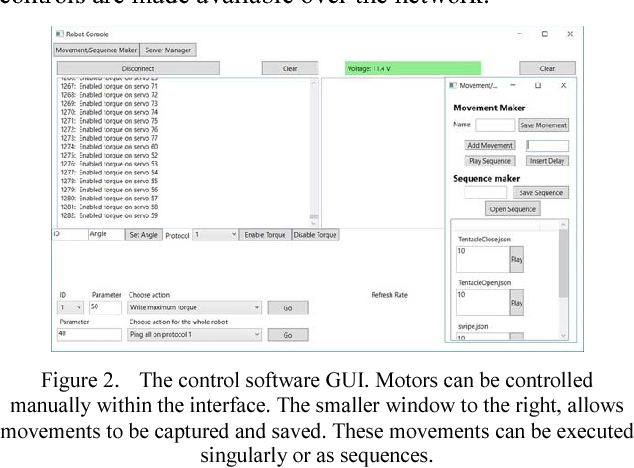 controls are made available over the network.
Robot Console
Movement/Sequence Maker Server Manager
Disconnect Clear Voltage: 11.4 V Clear
1267: Enabled torque on servo 71
1268: Enabled torque on servo 72
1269: Enabled torque on servo 73
1270: Enabled torque on servo 74
1271: Enabled torque on servo 75
1272: Enabled torque on servo 76
1273: Enabled torque on servo 77
1274: Enabled torque on servo 60
1275: Enabled torque on servo 52
1276: Enabled torque on servo 53
1277: Enabled torque on servo 54
1278: Enabled torque on servo 55
1279: Enabled torque on servo 56
1280: Enabled torque on servo 57
1281: Enabled torque on servo 58
1282: Enabled torque on servo 59
ID Angle Set Angle Protocol 1 Enable Torque Disable Torque
ID Parameter Choose action Refresh Rate
1 50 Write maximum torque Go
Parameter Choose action for the whole robot
40 Ping all on protocol 1 Go
Movement/...
Movement Maker
Name Save Movement
Add Movement
Play Sequence Insert Delay
Sequence maker
Save Sequence
Open Sequence
TentacleClose.json
10 Play
TentacleOpen.json
10 Play
swipe.json
10
Figure 2. The control software GUI. Motors can be controlled
manually within the interface. The smaller window to the right, allows
movements to be captured and saved. These movements can be executed
singularly or as sequences.